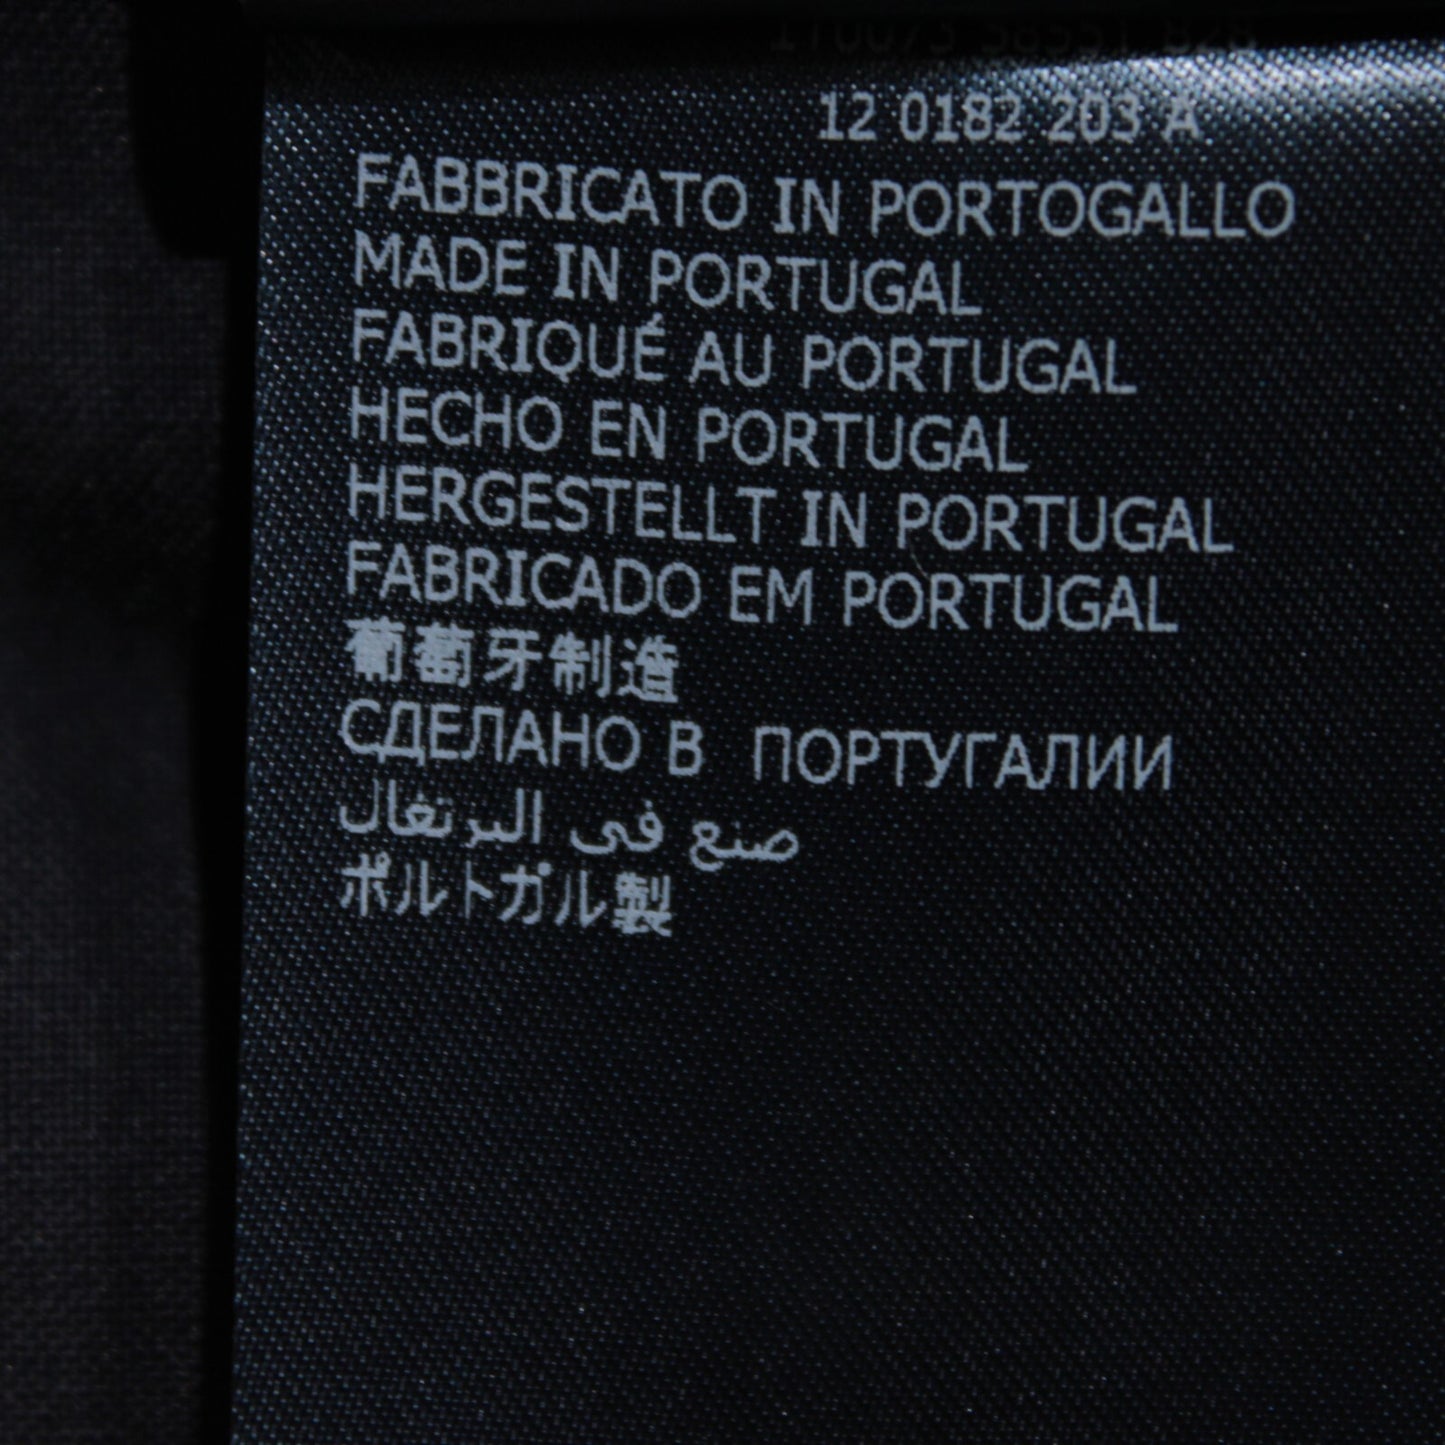 12 0182 203 A
FABBRICATO IN PORTOGALLO
MADE IN PORTUGAL
FABRIQUÉ AU PORTUGAL
HECHO EN PORTUGAL
HERGESTELLT IN PORTUGAL
FABRICADO EM PORTUGAL
葡萄牙制造
СДЕЛАНО В ПОРТУГАЛИИ
صنع فى البرتغال
ポルトガル製